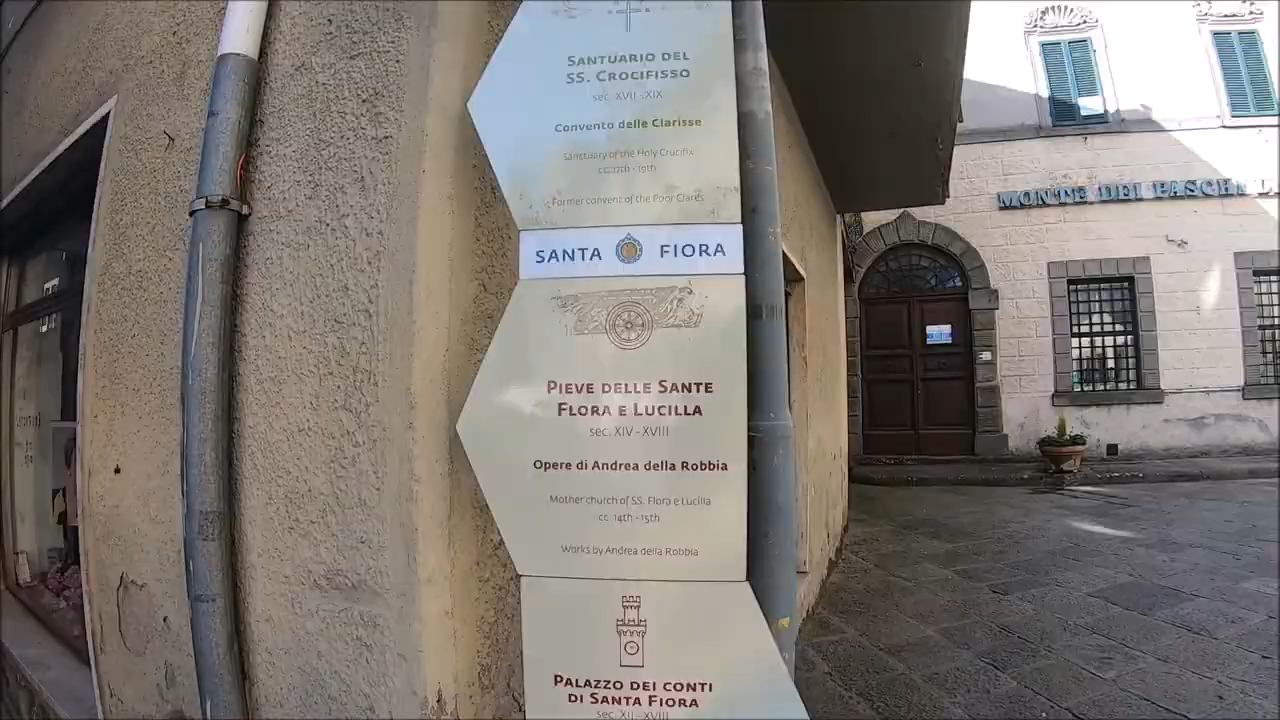 SANTUARIO DEL
SS. CROCIFISSO
sec. XVII - XIX
Convento delle Clarisse
Sanctuary of the Holy Crucifix
cc. 17th - 19th
Former convent of the Poor Clares
SANTA FIORA
PIEVE DELLE SANTE
FLORA E LUCILLA
sec. XIV - XVIII
Opere di Andrea della Robbia
Mother church of SS. Flora e Lucilla
cc. 14th - 15th
Works by Andrea della Robbia
PALAZZO DEI CONTI
DI SANTA FIORA
sec. XII - XVIII
MONTE DEI PASCHI